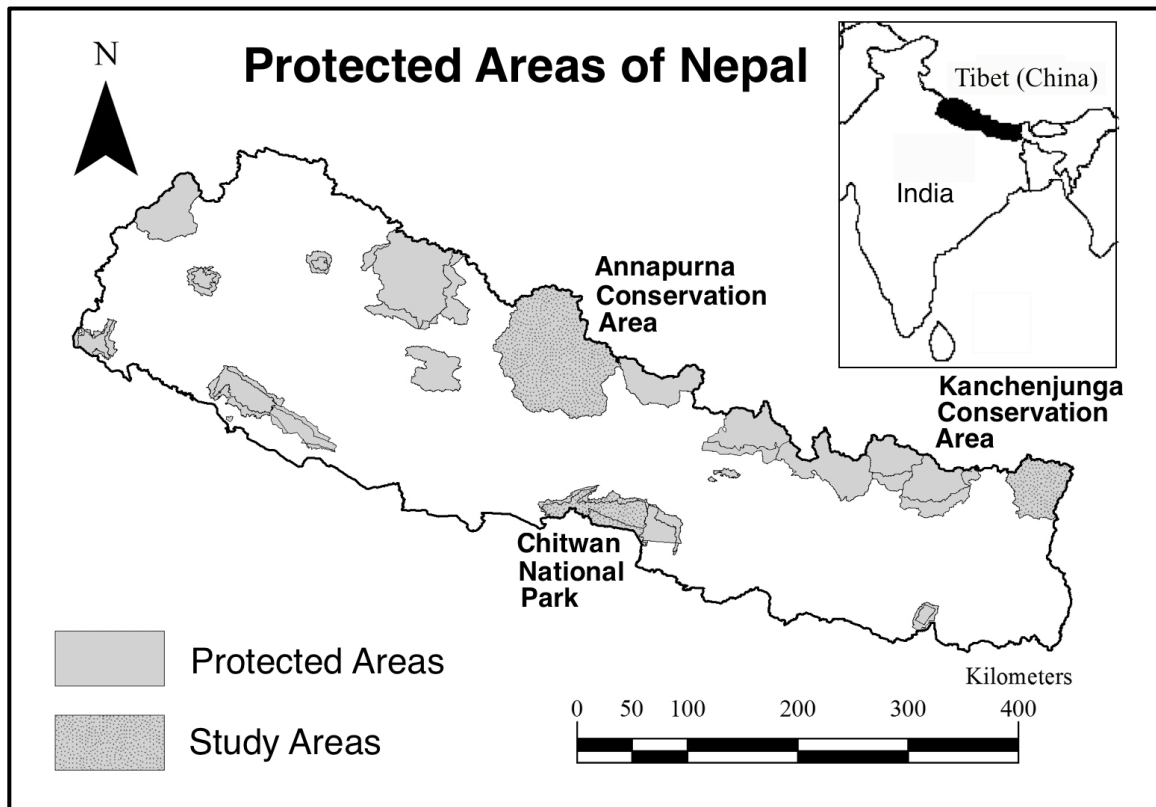 N
Protected Areas of Nepal
Tibet (China)
India
Annapurna
Conservation
Area
Kanchenjunga
Conservation
Area
Chitwan
National
Park
Protected Areas
Study Areas
Kilometers
0 50 100 200 300 400